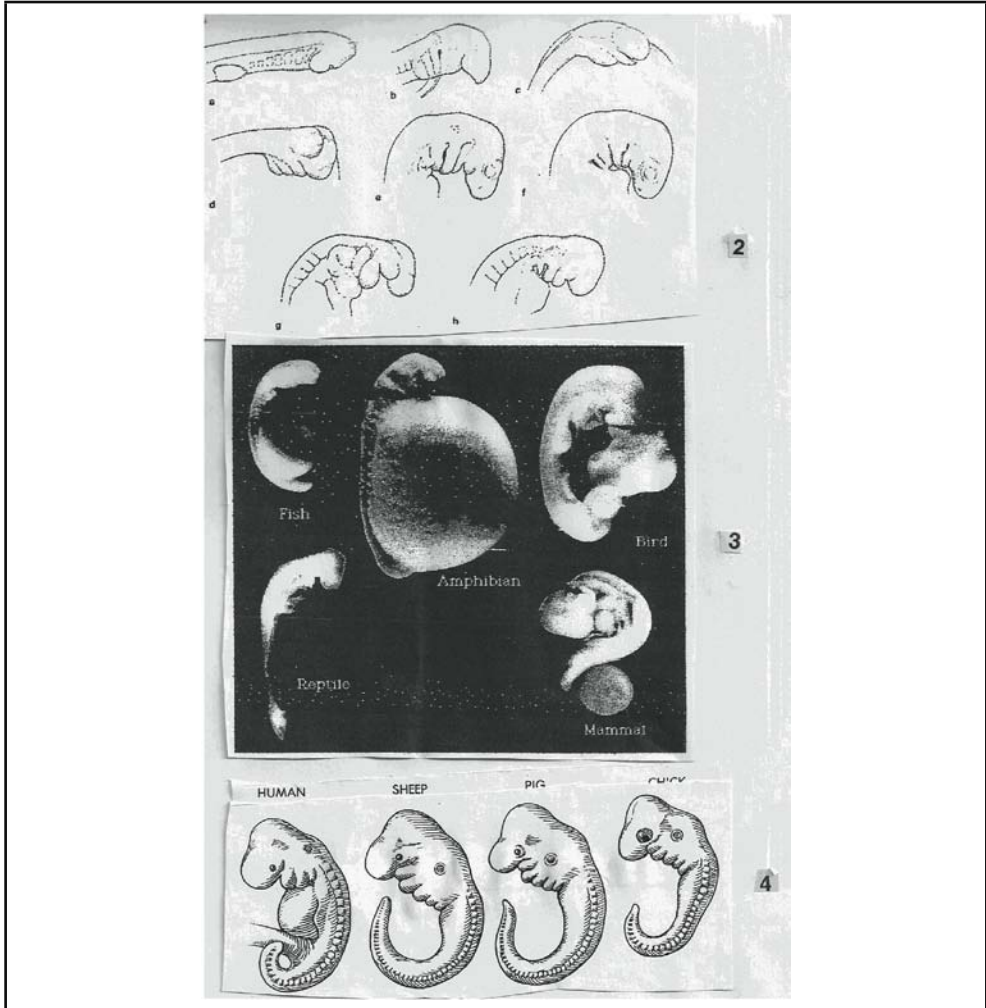 a b c
d e f
2
g h
Fish
Amphibian
Bird
3
Reptile
Mammal
HUMAN SHEEP PIG CHICK
4